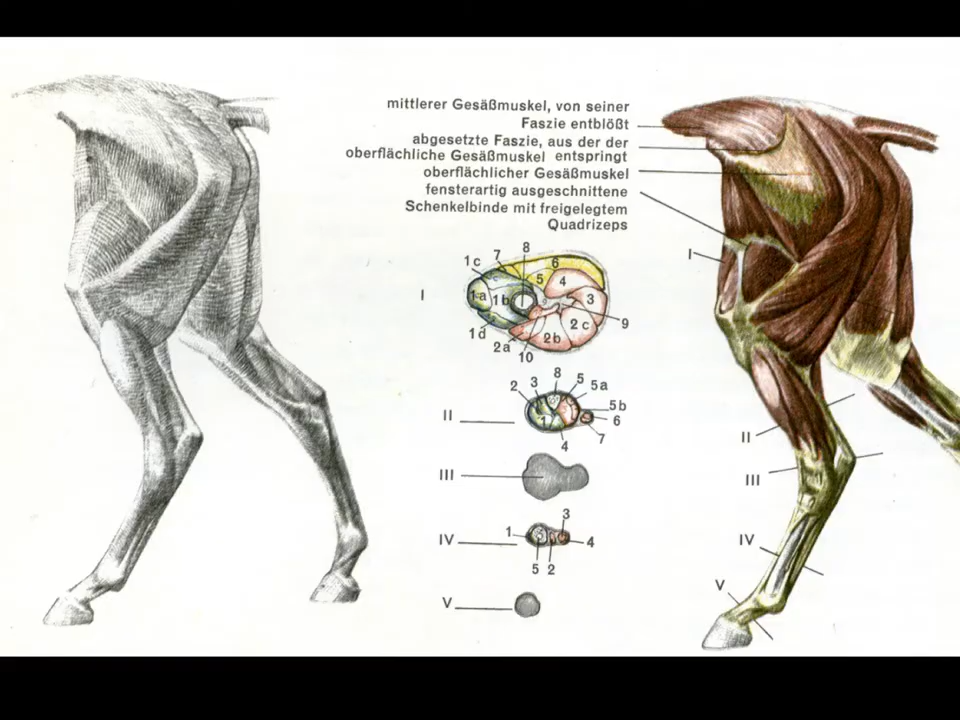 mittlerer Gesäßmuskel, von seiner
Faszie entblößt
abgesetzte Faszie, aus der der
oberflächliche Gesäßmuskel entspringt
oberflächlicher Gesäßmuskel
fensterartig ausgeschnittene
Schenkelbinde mit freigelegtem
Quadrizeps
I
1c 7 8 6
5 4
1a 1b 3
2c 9
1d 2b
2a 10
II
2 3 8 5 5a
5b
1 6
4 7
III
IV
3
1 4
5 2
V
I
II
III
IV
V